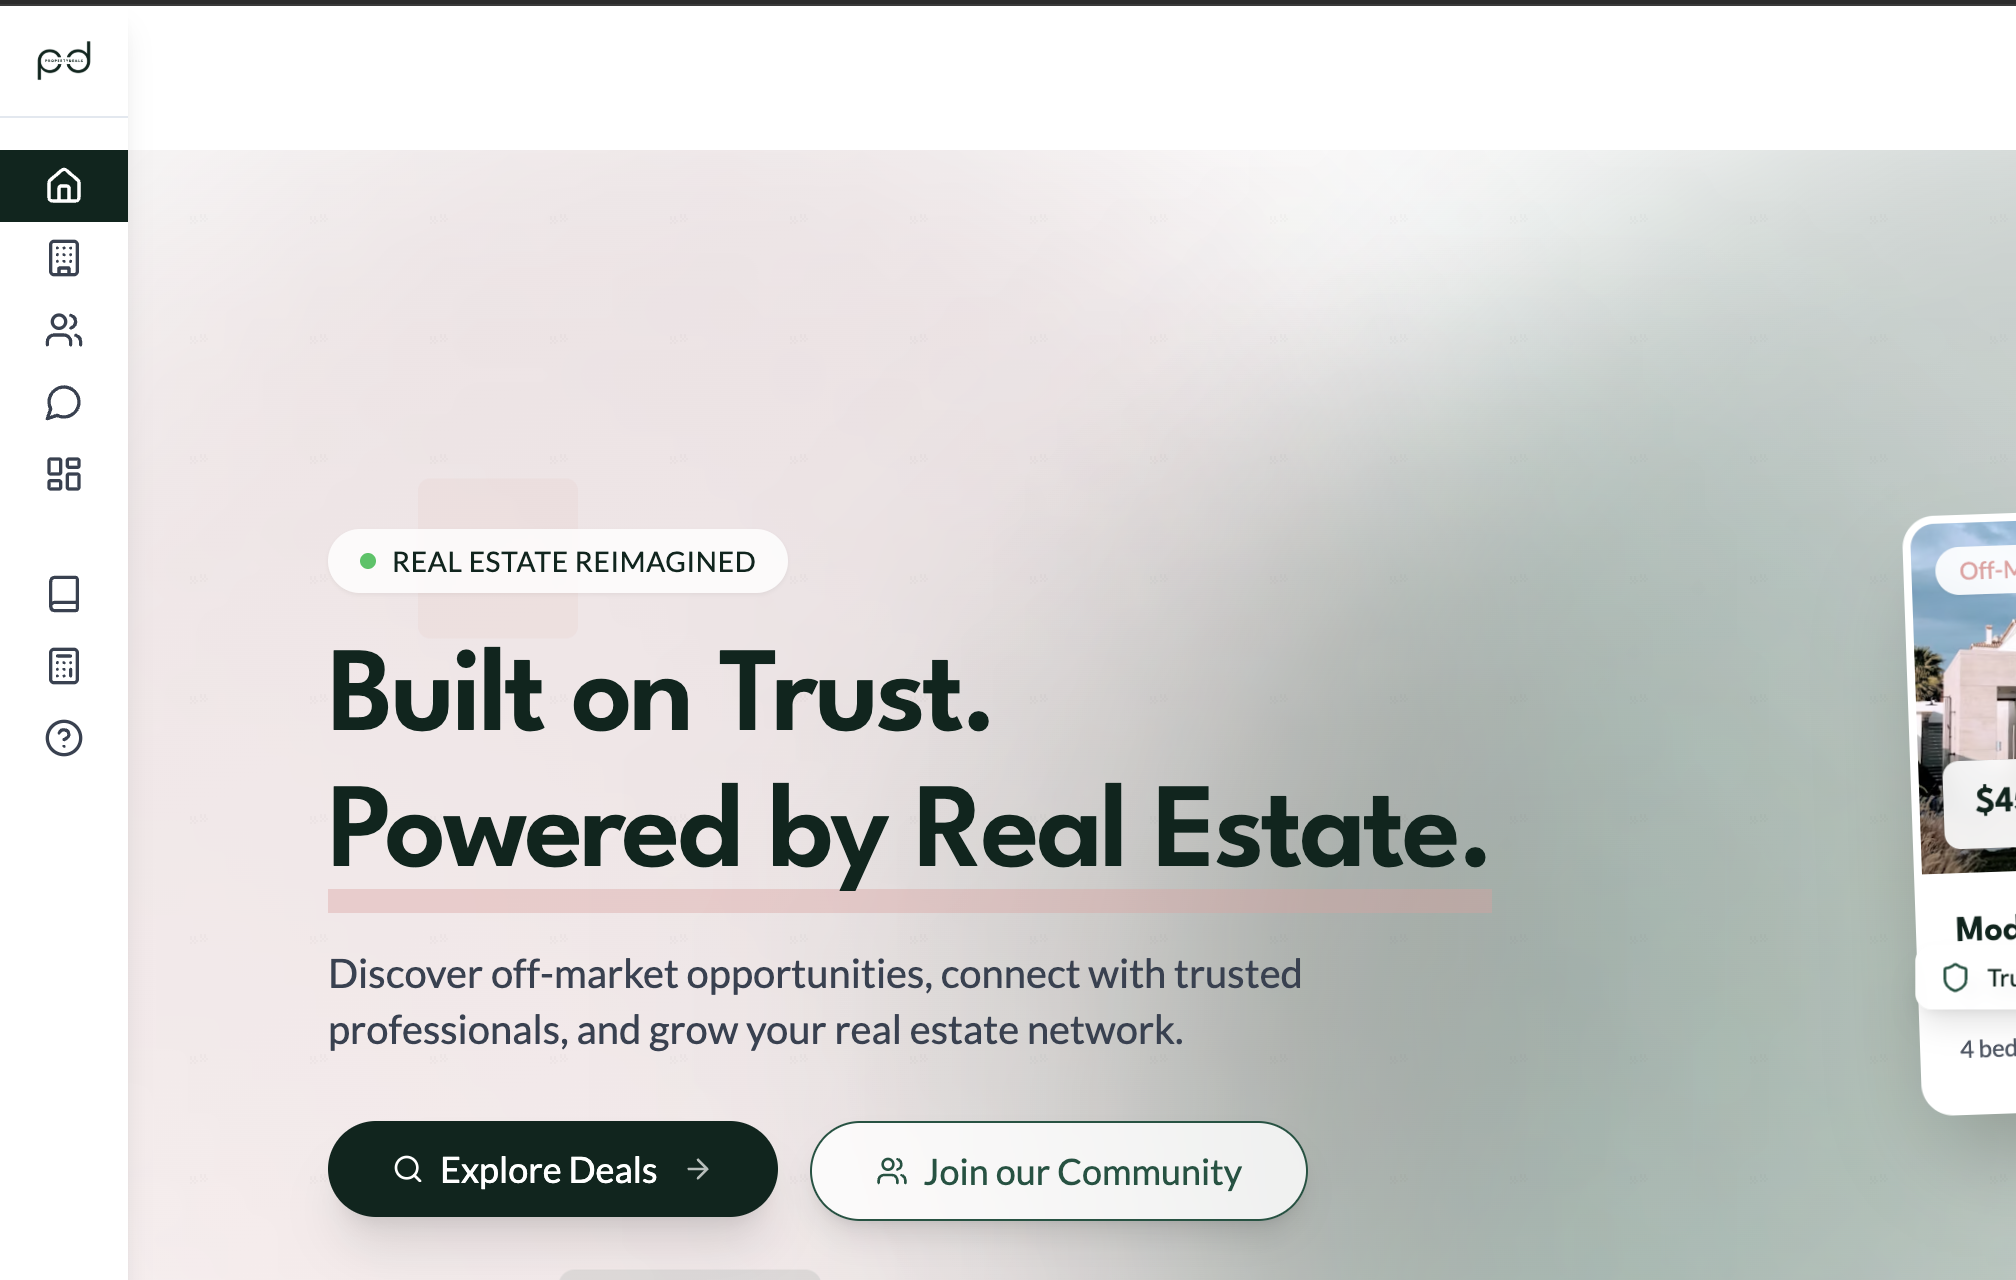 pd
PROPERTYDEALS
REAL ESTATE REIMAGINED
Built on Trust.
Powered by Real Estate.
Discover off-market opportunities, connect with trusted
professionals, and grow your real estate network.
Explore Deals
Join our Community
Off-M
$4
Mod
Tru
4 bed